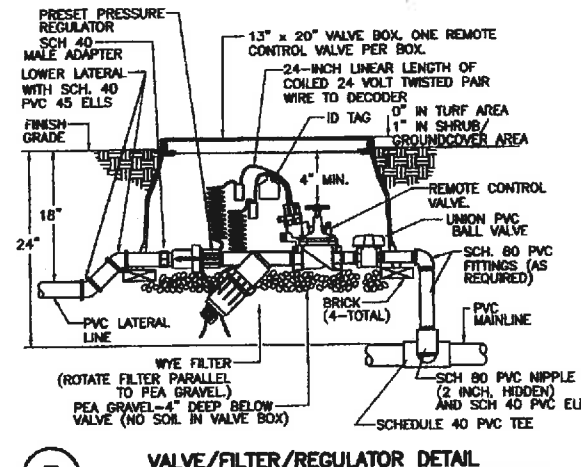 PRESET PRESSURE
REGULATOR
SCH 40
MALE ADAPTER
LOWER LATERAL
WITH SCH. 40
PVC 45 ELLS
FINISH
GRADE
13" x 20" VALVE BOX. ONE REMOTE
CONTROL VALVE PER BOX.
24-INCH LINEAR LENGTH OF
COILED 24 VOLT TWISTED PAIR
WIRE TO DECODER
ID TAG
0" IN TURF AREA
1" IN SHRUB/
GROUNDCOVER AREA
4" MIN.
REMOTE CONTROL
VALVE.
UNION PVC
BALL VALVE
18"
24"
SCH. 80 PVC
FITTINGS (AS
REQUIRED)
BRICK
(4-TOTAL)
PVC
MAINLINE
PVC LATERAL
LINE
WYE FILTER
(ROTATE FILTER PARALLEL
TO PEA GRAVEL.)
PEA GRAVEL-4" DEEP BELOW
VALVE (NO SOIL IN VALVE BOX)
SCH 80 PVC NIPPLE
(2 INCH, HIDDEN)
AND SCH 40 PVC EL
SCHEDULE 40 PVC TEE
VALVE/FILTER/REGULATOR DETAIL